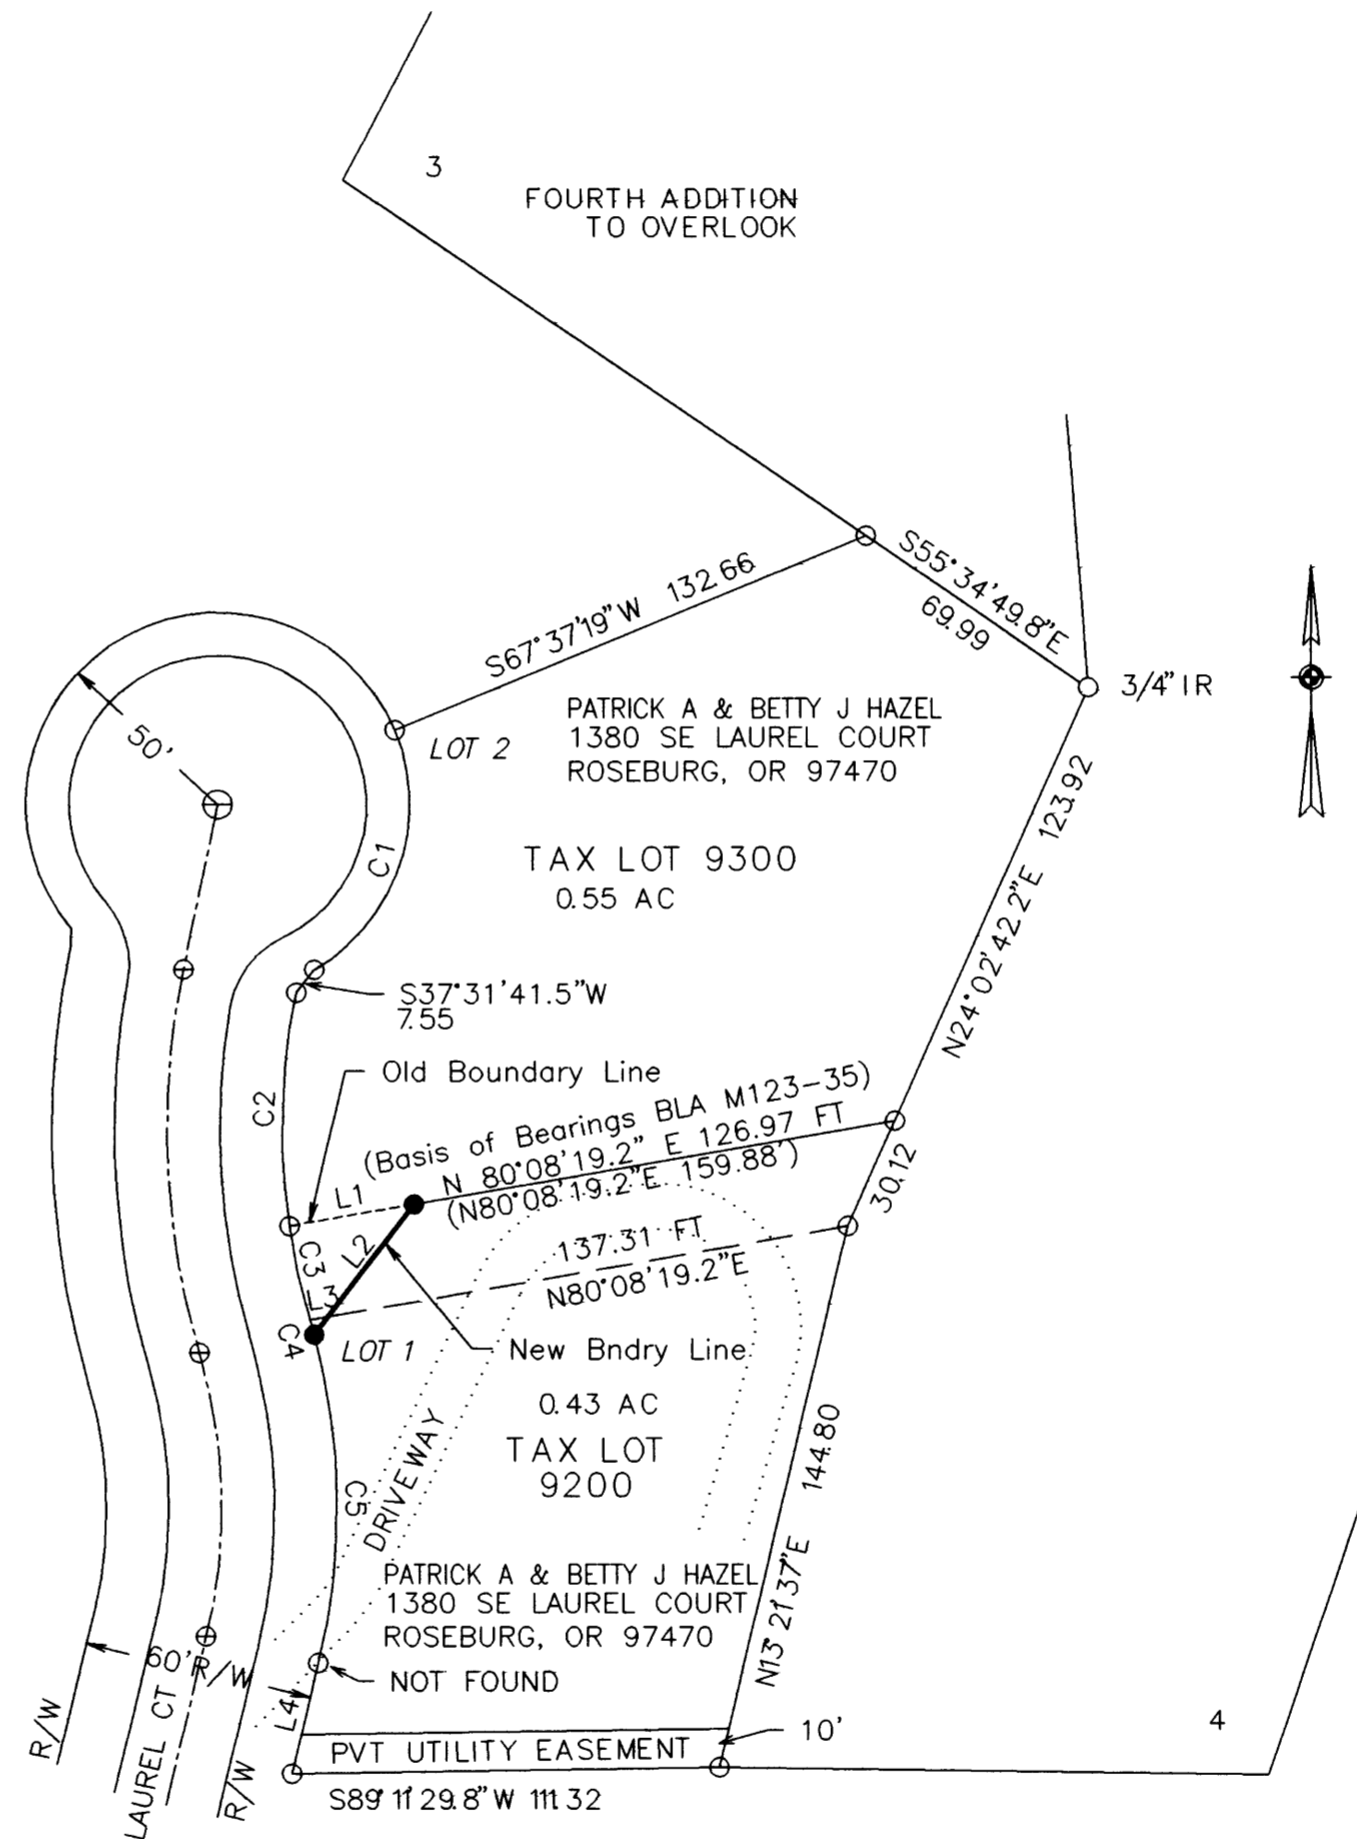 3
FOURTH ADDITION
TO OVERLOOK
S55°34'49.8"E
69.99
S67°37'19"W 132.66
3/4" IR
50'
LOT 2
PATRICK A & BETTY J HAZEL
1380 SE LAUREL COURT
ROSEBURG, OR 97470
N24°02'42.2"E 123.92
C1
TAX LOT 9300
0.55 AC
S37°31'41.5"W
7.55
Old Boundary Line
C2
(Basis of Bearings BLA M123-35)
N 80°08'19.2" E 126.97 FT
(N80°08'19.2"E 159.88')
L1
30.12
C3
L2
137.31 FT
N80°08'19.2"E
L3
C4
LOT 1
New Bndry Line
0.43 AC
TAX LOT
9200
N13°21'37"E 144.80
C5
DRIVEWAY
PATRICK A & BETTY J HAZEL
1380 SE LAUREL COURT
ROSEBURG, OR 97470
60' R/W
NOT FOUND
L4
R/W
LAUREL CT
R/W
10'
PVT UTILITY EASEMENT
4
S89°11'29.8"W 111.32